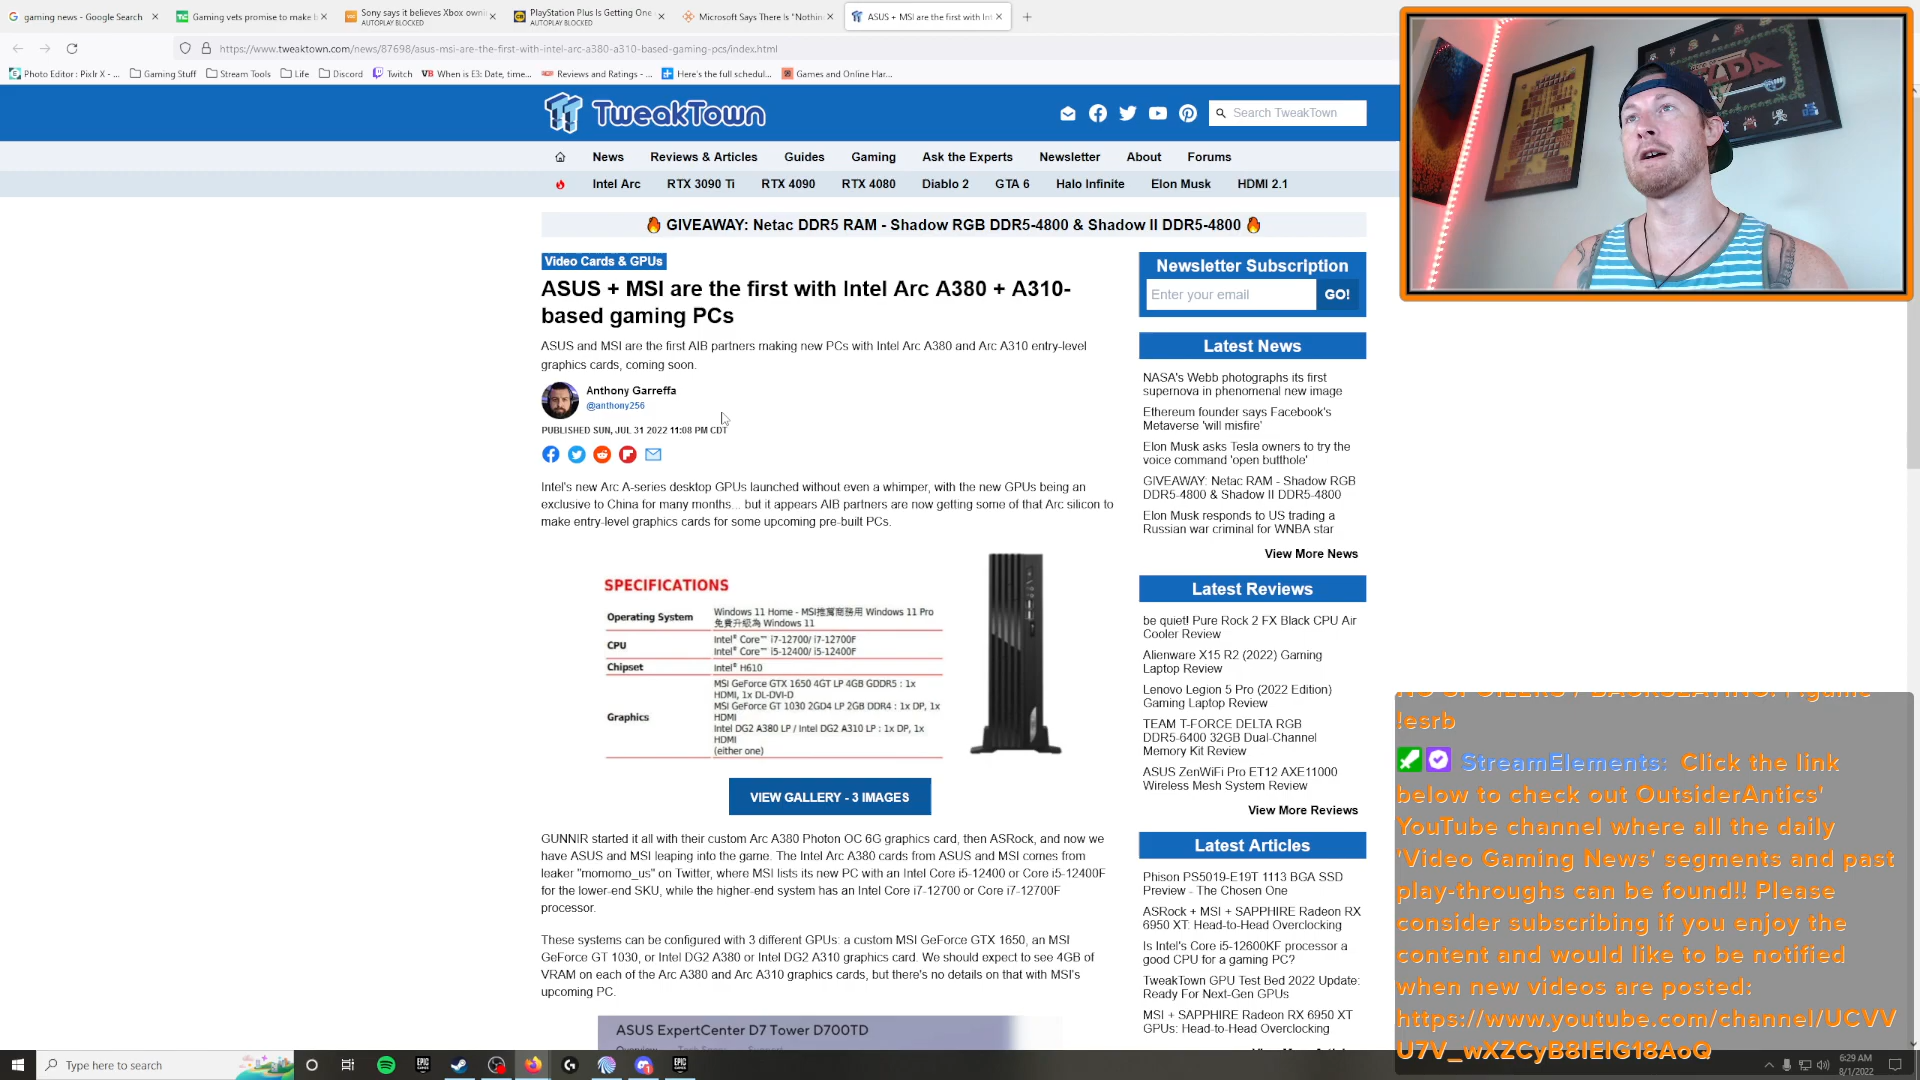 gaming news - Google Search
Gaming vets promise to make b
Sony says it believes Xbox owni
AUTOPLAY BLOCKED
PlayStation Plus Is Getting One
AUTOPLAY BLOCKED
Microsoft Says There Is "Nothin
ASUS + MSI are the first with Int
https://www.tweaktown.com/news/87698/asus-msi-are-the-first-with-intel-arc-a380-a310-based-gaming-pcs/index.html
Photo Editor : Pixlr X - ...
Gaming Stuff
Stream Tools
Life
Discord
Twitch
VB When is E3: Date, time...
Reviews and Ratings - ...
Here's the full schedul...
Games and Online Har...
TweakTown
Search TweakTown
News Reviews & Articles Guides Gaming Ask the Experts Newsletter About Forums
Intel Arc RTX 3090 Ti RTX 4090 RTX 4080 Diablo 2 GTA 6 Halo Infinite Elon Musk HDMI 2.1
GIVEAWAY: Netac DDR5 RAM - Shadow RGB DDR5-4800 & Shadow II DDR5-4800
Video Cards & GPUs
ASUS + MSI are the first with Intel Arc A380 + A310-
based gaming PCs
ASUS and MSI are the first AIB partners making new PCs with Intel Arc A380 and Arc A310 entry-level
graphics cards, coming soon.
Anthony Garreffa
@anthony256
PUBLISHED SUN, JUL 31 2022 11:08 PM CDT
Intel's new Arc A-series desktop GPUs launched without even a whimper, with the new GPUs being an
exclusive to China for many months... but it appears AIB partners are now getting some of that Arc silicon to
make entry-level graphics cards for some upcoming pre-built PCs.
SPECIFICATIONS
Operating System
Windows 11 Home - MSI推薦商務用 Windows 11 Pro
免費升級為 Windows 11
CPU
Intel® Core™ i7-12700/ i7-12700F
Intel® Core™ i5-12400/ i5-12400F
Chipset
Intel® H610
Graphics
MSI GeForce GTX 1650 4GT LP 4GB GDDR5 : 1x
HDMI, 1x DL-DVI-D
MSI GeForce GT 1030 2GD4 LP 2GB DDR4 : 1x DP, 1x
HDMI
Intel DG2 A380 LP / Intel DG2 A310 LP : 1x DP, 1x
HDMI
(either one)
VIEW GALLERY - 3 IMAGES
GUNNIR started it all with their custom Arc A380 Photon OC 6G graphics card, then ASRock, and now we
have ASUS and MSI leaping into the game. The Intel Arc A380 cards from ASUS and MSI comes from
leaker "momomo_us" on Twitter, where MSI lists its new PC with an Intel Core i5-12400 or Core i5-12400F
for the lower-end SKU, while the higher-end system has an Intel Core i7-12700 or Core i7-12700F
processor.
These systems can be configured with 3 different GPUs: a custom MSI GeForce GTX 1650, an MSI
GeForce GT 1030, or Intel DG2 A380 or Intel DG2 A310 graphics card. We should expect to see 4GB of
VRAM on each of the Arc A380 and Arc A310 graphics cards, but there's no details on that with MSI's
upcoming PC.
ASUS ExpertCenter D7 Tower D700TD
Newsletter Subscription
Enter your email
GO!
Latest News
NASA's Webb photographs its first
supernova in phenomenal new image
Ethereum founder says Facebook's
Metaverse 'will misfire'
Elon Musk asks Tesla owners to try the
voice command 'open butthole'
GIVEAWAY: Netac RAM - Shadow RGB
DDR5-4800 & Shadow II DDR5-4800
Elon Musk responds to US trading a
Russian war criminal for WNBA star
View More News
Latest Reviews
be quiet! Pure Rock 2 FX Black CPU Air
Cooler Review
Alienware X15 R2 (2022) Gaming
Laptop Review
Lenovo Legion 5 Pro (2022 Edition)
Gaming Laptop Review
TEAM T-FORCE DELTA RGB
DDR5-6400 32GB Dual-Channel
Memory Kit Review
ASUS ZenWiFi Pro ET12 AXE11000
Wireless Mesh System Review
View More Reviews
Latest Articles
Phison PS5019-E19T 1113 BGA SSD
Preview - The Chosen One
ASRock + MSI + SAPPHIRE Radeon RX
6950 XT: Head-to-Head Overclocking
Is Intel's Core i5-12600KF processor a
good CPU for a gaming PC?
TweakTown GPU Test Bed 2022 Update:
Ready For Next-Gen GPUs
MSI + SAPPHIRE Radeon RX 6950 XT
GPUs: Head-to-Head Overclocking
!esrb
StreamElements: Click the link
below to check out OutsiderAntics'
YouTube channel where all the daily
'Video Gaming News' segments and past
play-throughs can be found!! Please
consider subscribing if you enjoy the
content and would like to be notified
when new videos are posted:
https://www.youtube.com/channel/UCVV
U7V_wXZCyB8IEIG18AoQ
Type here to search
6:29 AM
8/1/2022